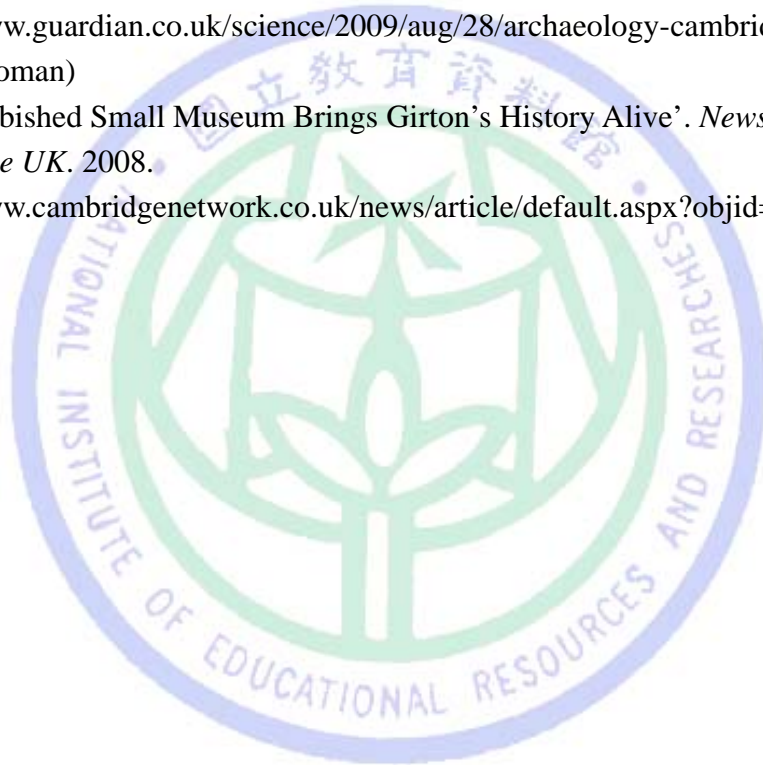 ww.guardian.co.uk/science/2009/aug/28/archaeology-cambric
oman)
bished Small Museum Brings Girton’s History Alive’. News
e UK. 2008.
ww.cambridgenetwork.co.uk/news/article/default.aspx?objid=
國立教育資料館
NATIONAL INSTITUTE OF EDUCATIONAL RESOURCES AND RESEARCHES